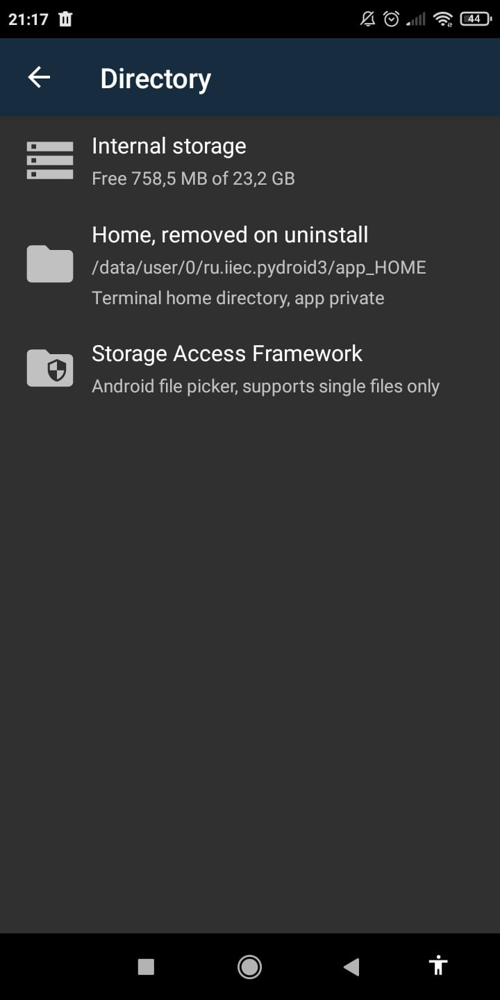 21:17
44
Directory
Internal storage
Free 758,5 MB of 23,2 GB
Home, removed on uninstall
/data/user/0/ru.iiec.pydroid3/app_HOME
Terminal home directory, app private
Storage Access Framework
Android file picker, supports single files only